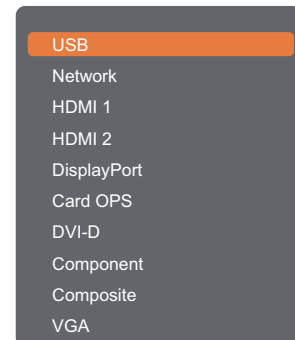 USB
Network
HDMI 1
HDMI 2
DisplayPort
Card OPS
DVI-D
Component
Composite
VGA